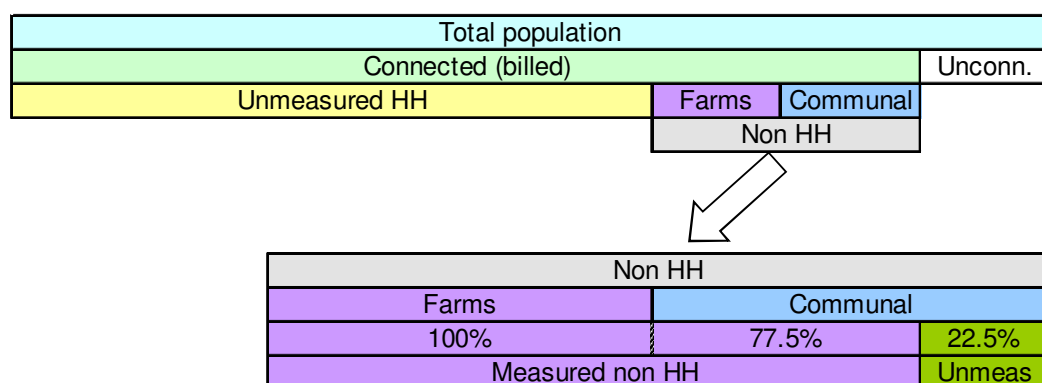 Total population
Connected (billed) Unconn.
Unmeasured HH Farms Communal
Non HH
Non HH
Farms Communal
100% 77.5% 22.5%
Measured non HH Unmeas